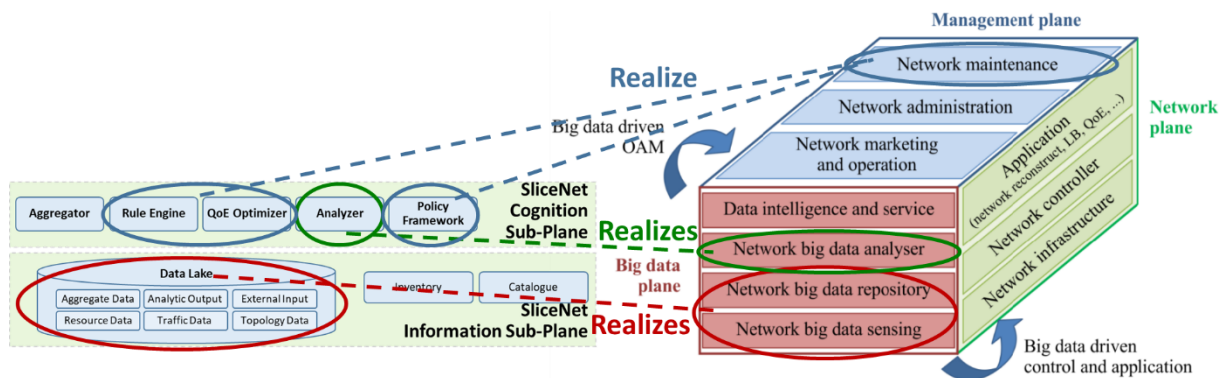 Management plane
Network maintenance
Network administration
Network marketing
and operation
Network
plane
Application
(network reconstruct, LB, QoE, ...)
Network controller
Network infrastructure
Realize
Big data driven
OAM
SliceNet
Cognition
Sub-Plane
Aggregator
Rule Engine
QoE Optimizer
Analyzer
Policy
Framework
Realizes
Data intelligence and service
Network big data analyser
Big data
plane
Network big data repository
Network big data sensing
Data Lake
Aggregate Data
Analytic Output
External Input
Resource Data
Traffic Data
Topology Data
Inventory
Catalogue
SliceNet
Information Sub-Plane
Realizes
Big data driven
control and application